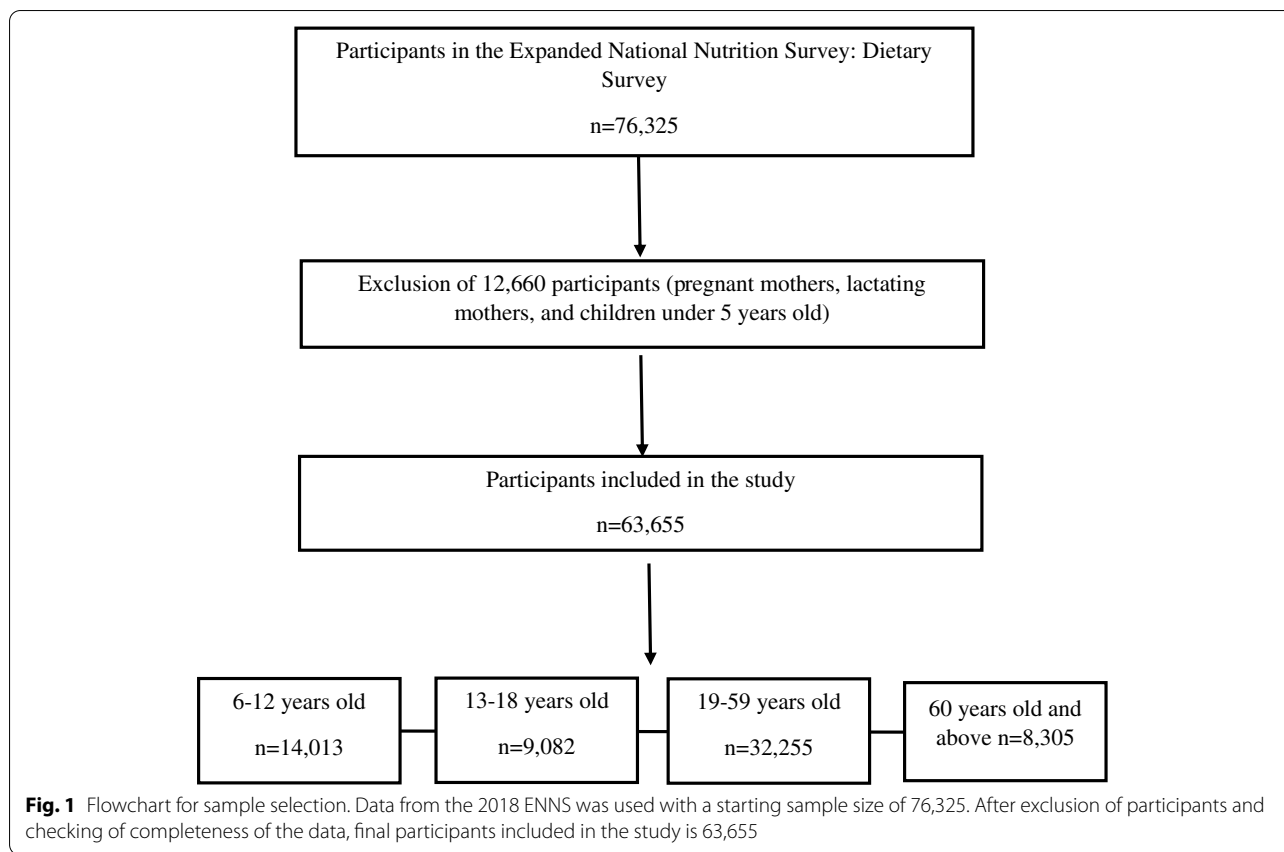 Participants in the Expanded National Nutrition Survey: Dietary
Survey
n=76,325
Exclusion of 12,660 participants (pregnant mothers, lactating
mothers, and children under 5 years old)
Participants included in the study
n=63,655
6-12 years old
n=14,013
13-18 years old
n=9,082
19-59 years old
n=32,255
60 years old and
above n=8,305
Fig. 1 Flowchart for sample selection. Data from the 2018 ENNS was used with a starting sample size of 76,325. After exclusion of participants and
checking of completeness of the data, final participants included in the study is 63,655